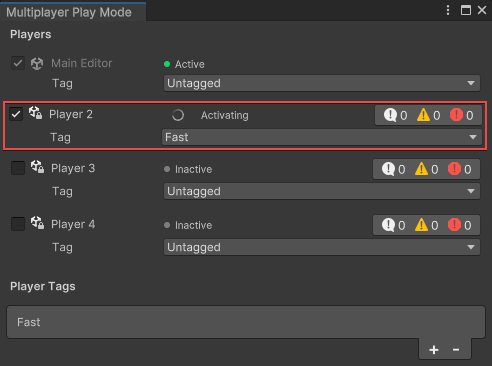 Multiplayer Play Mode
Players
Main Editor Active
Tag Untagged
Player 2 Activating 0 0 0
Tag Fast
Player 3 Inactive 0 0 0
Tag Untagged
Player 4 Inactive 0 0 0
Tag Untagged
Player Tags
Fast
+ -